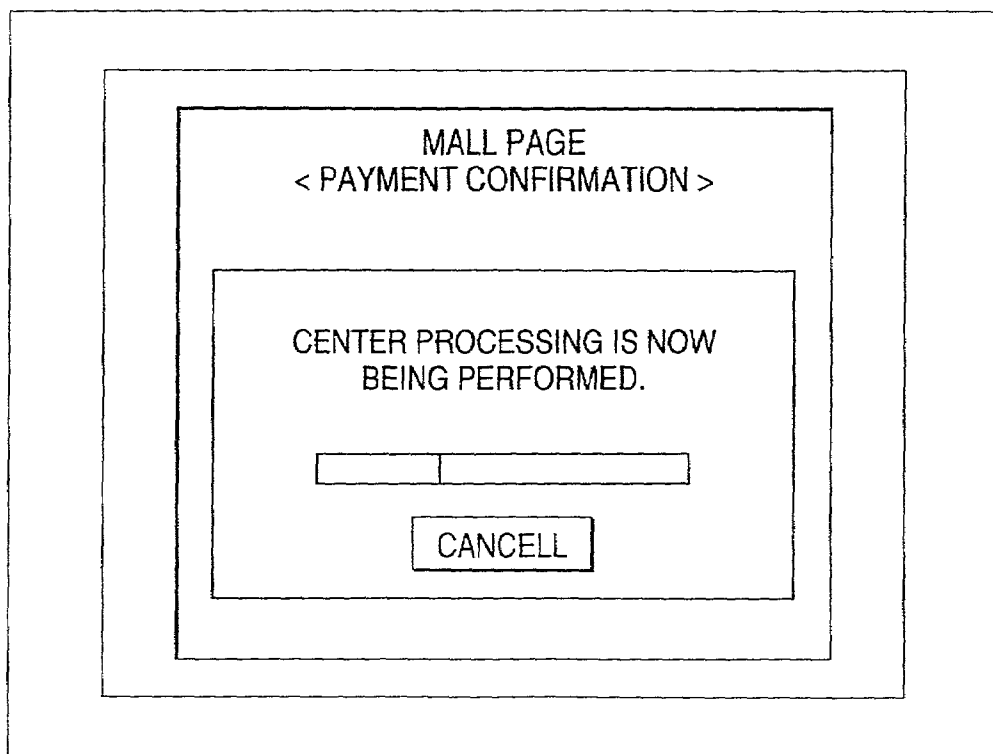 MALL PAGE
< PAYMENT CONFIRMATION >
CENTER PROCESSING IS NOW
BEING PERFORMED.
CANCELL